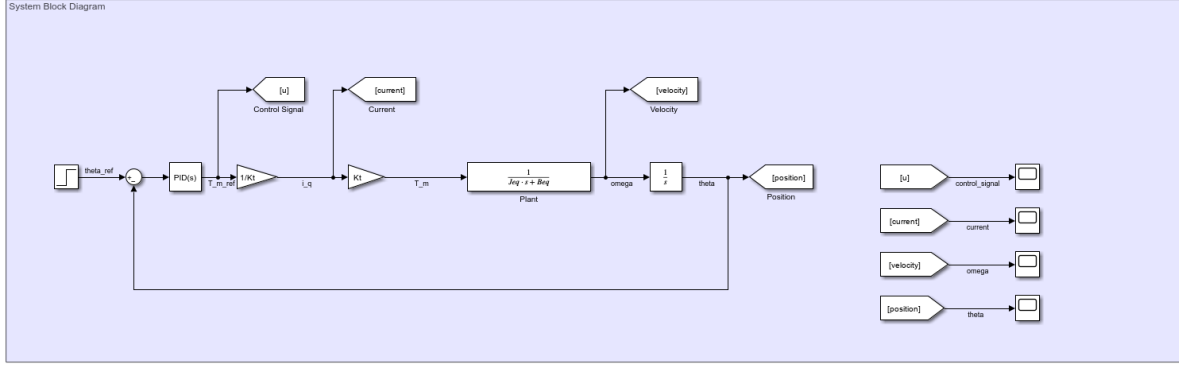 System Block Diagram
[u]
Control Signal
[current]
Current
[velocity]
Velocity
theta_ref
+
-
PID(s)
T_m_ref
1/Kt
i_q
Kt
T_m
1
Jeq · s + Beq
Plant
omega
1
s
theta
[position]
Position
[u]
control_signal
[current]
current
[velocity]
omega
[position]
theta